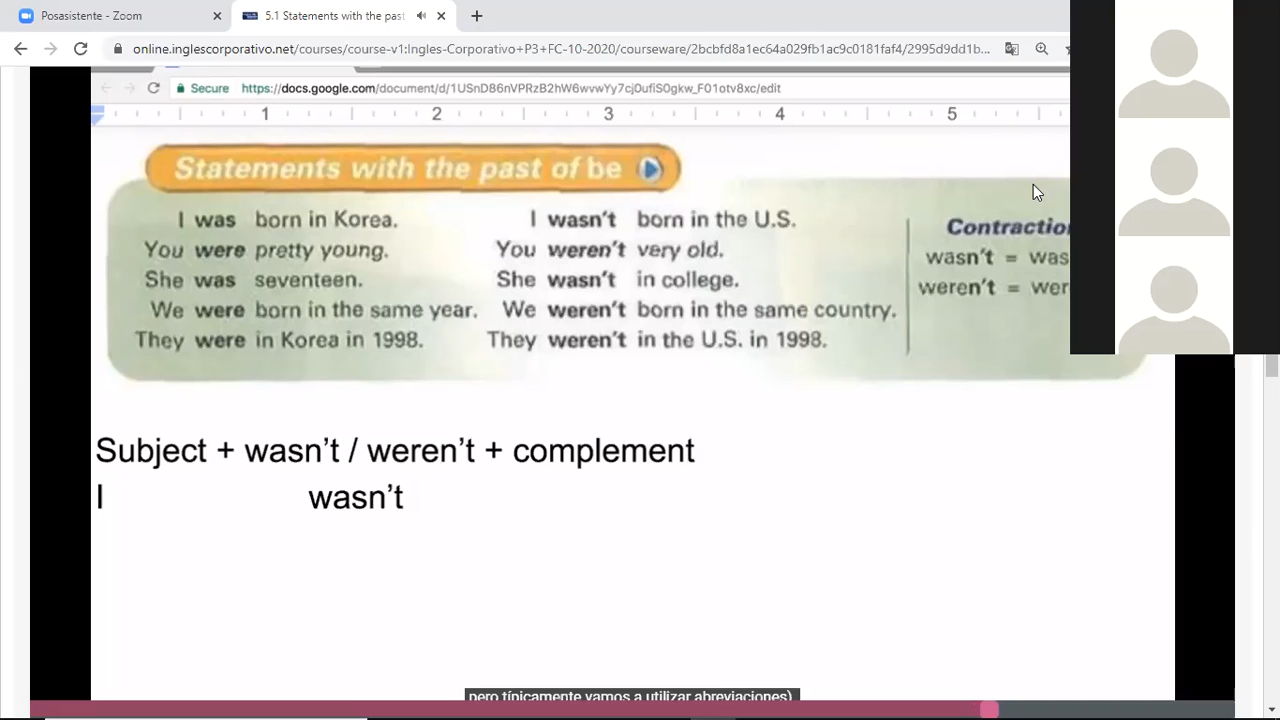 Posasistente - Zoom
5.1 Statements with the past
online.inglescorporativo.net/courses/course-v1:Ingles-Corporativo+P3+FC-10-2020/courseware/2bcbfd8a1ec64a029fb1ac9c0181faf4/2995d9dd1b...
Secure https://docs.google.com/document/d/1USnDB6nVPRzB2hW6wvwYy7cj0ufiS0gkw_F01otv8xc/edit
1 2 3 4 5
Statements with the past of be
I was born in Korea.
You were pretty young.
She was seventeen.
We were born in the same year.
They were in Korea in 1998.
I wasn't born in the U.S.
You weren't very old.
She wasn't in college.
We weren't born in the same country.
They weren't in the U.S. in 1998.
Contraction
wasn't = was
weren't = wer
Subject + wasn't / weren't + complement
I wasn't
pero típicamente vamos a utilizar abreviaciones)